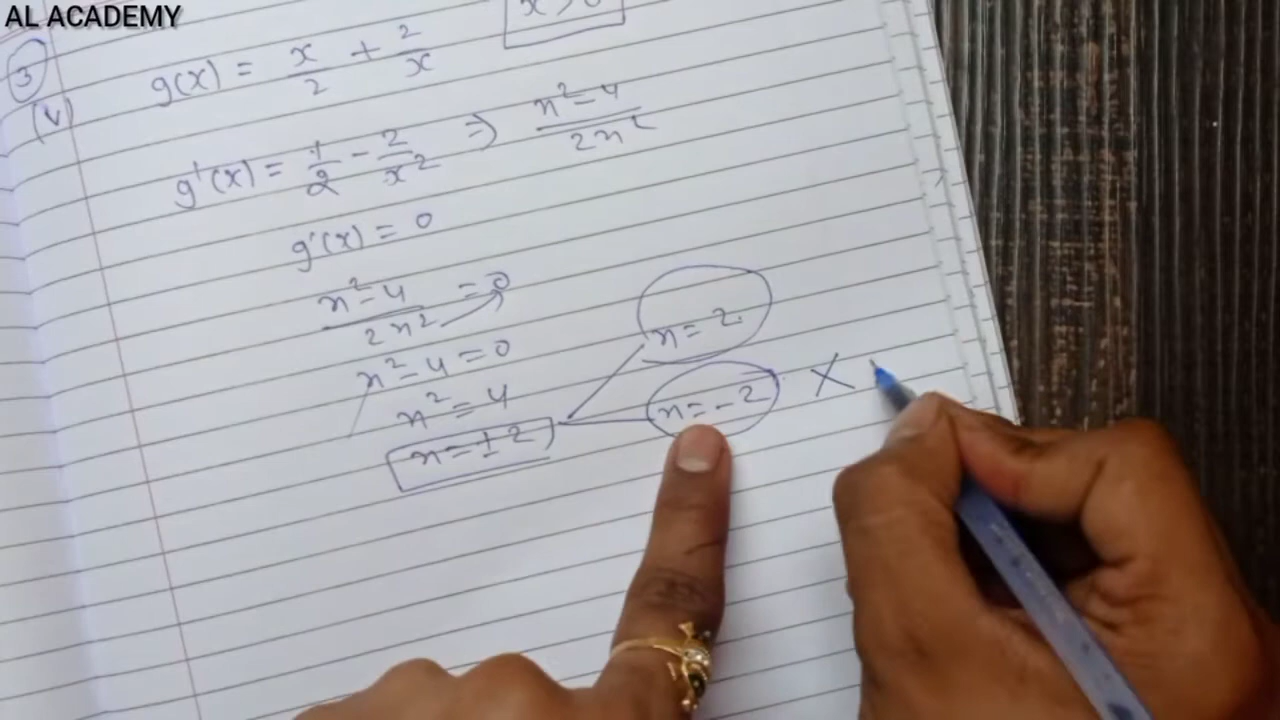 AL ACADEMY
x > 0
3
(v) g(x) = x/2 + 2/x
g'(x) = 1/2 - 2/x² ⇒ x²-4/2x²
g'(x) = 0
x²-4/2x² = 0
x²-4 = 0
x² = 4
x = ±2
x = 2
x = -2 ×